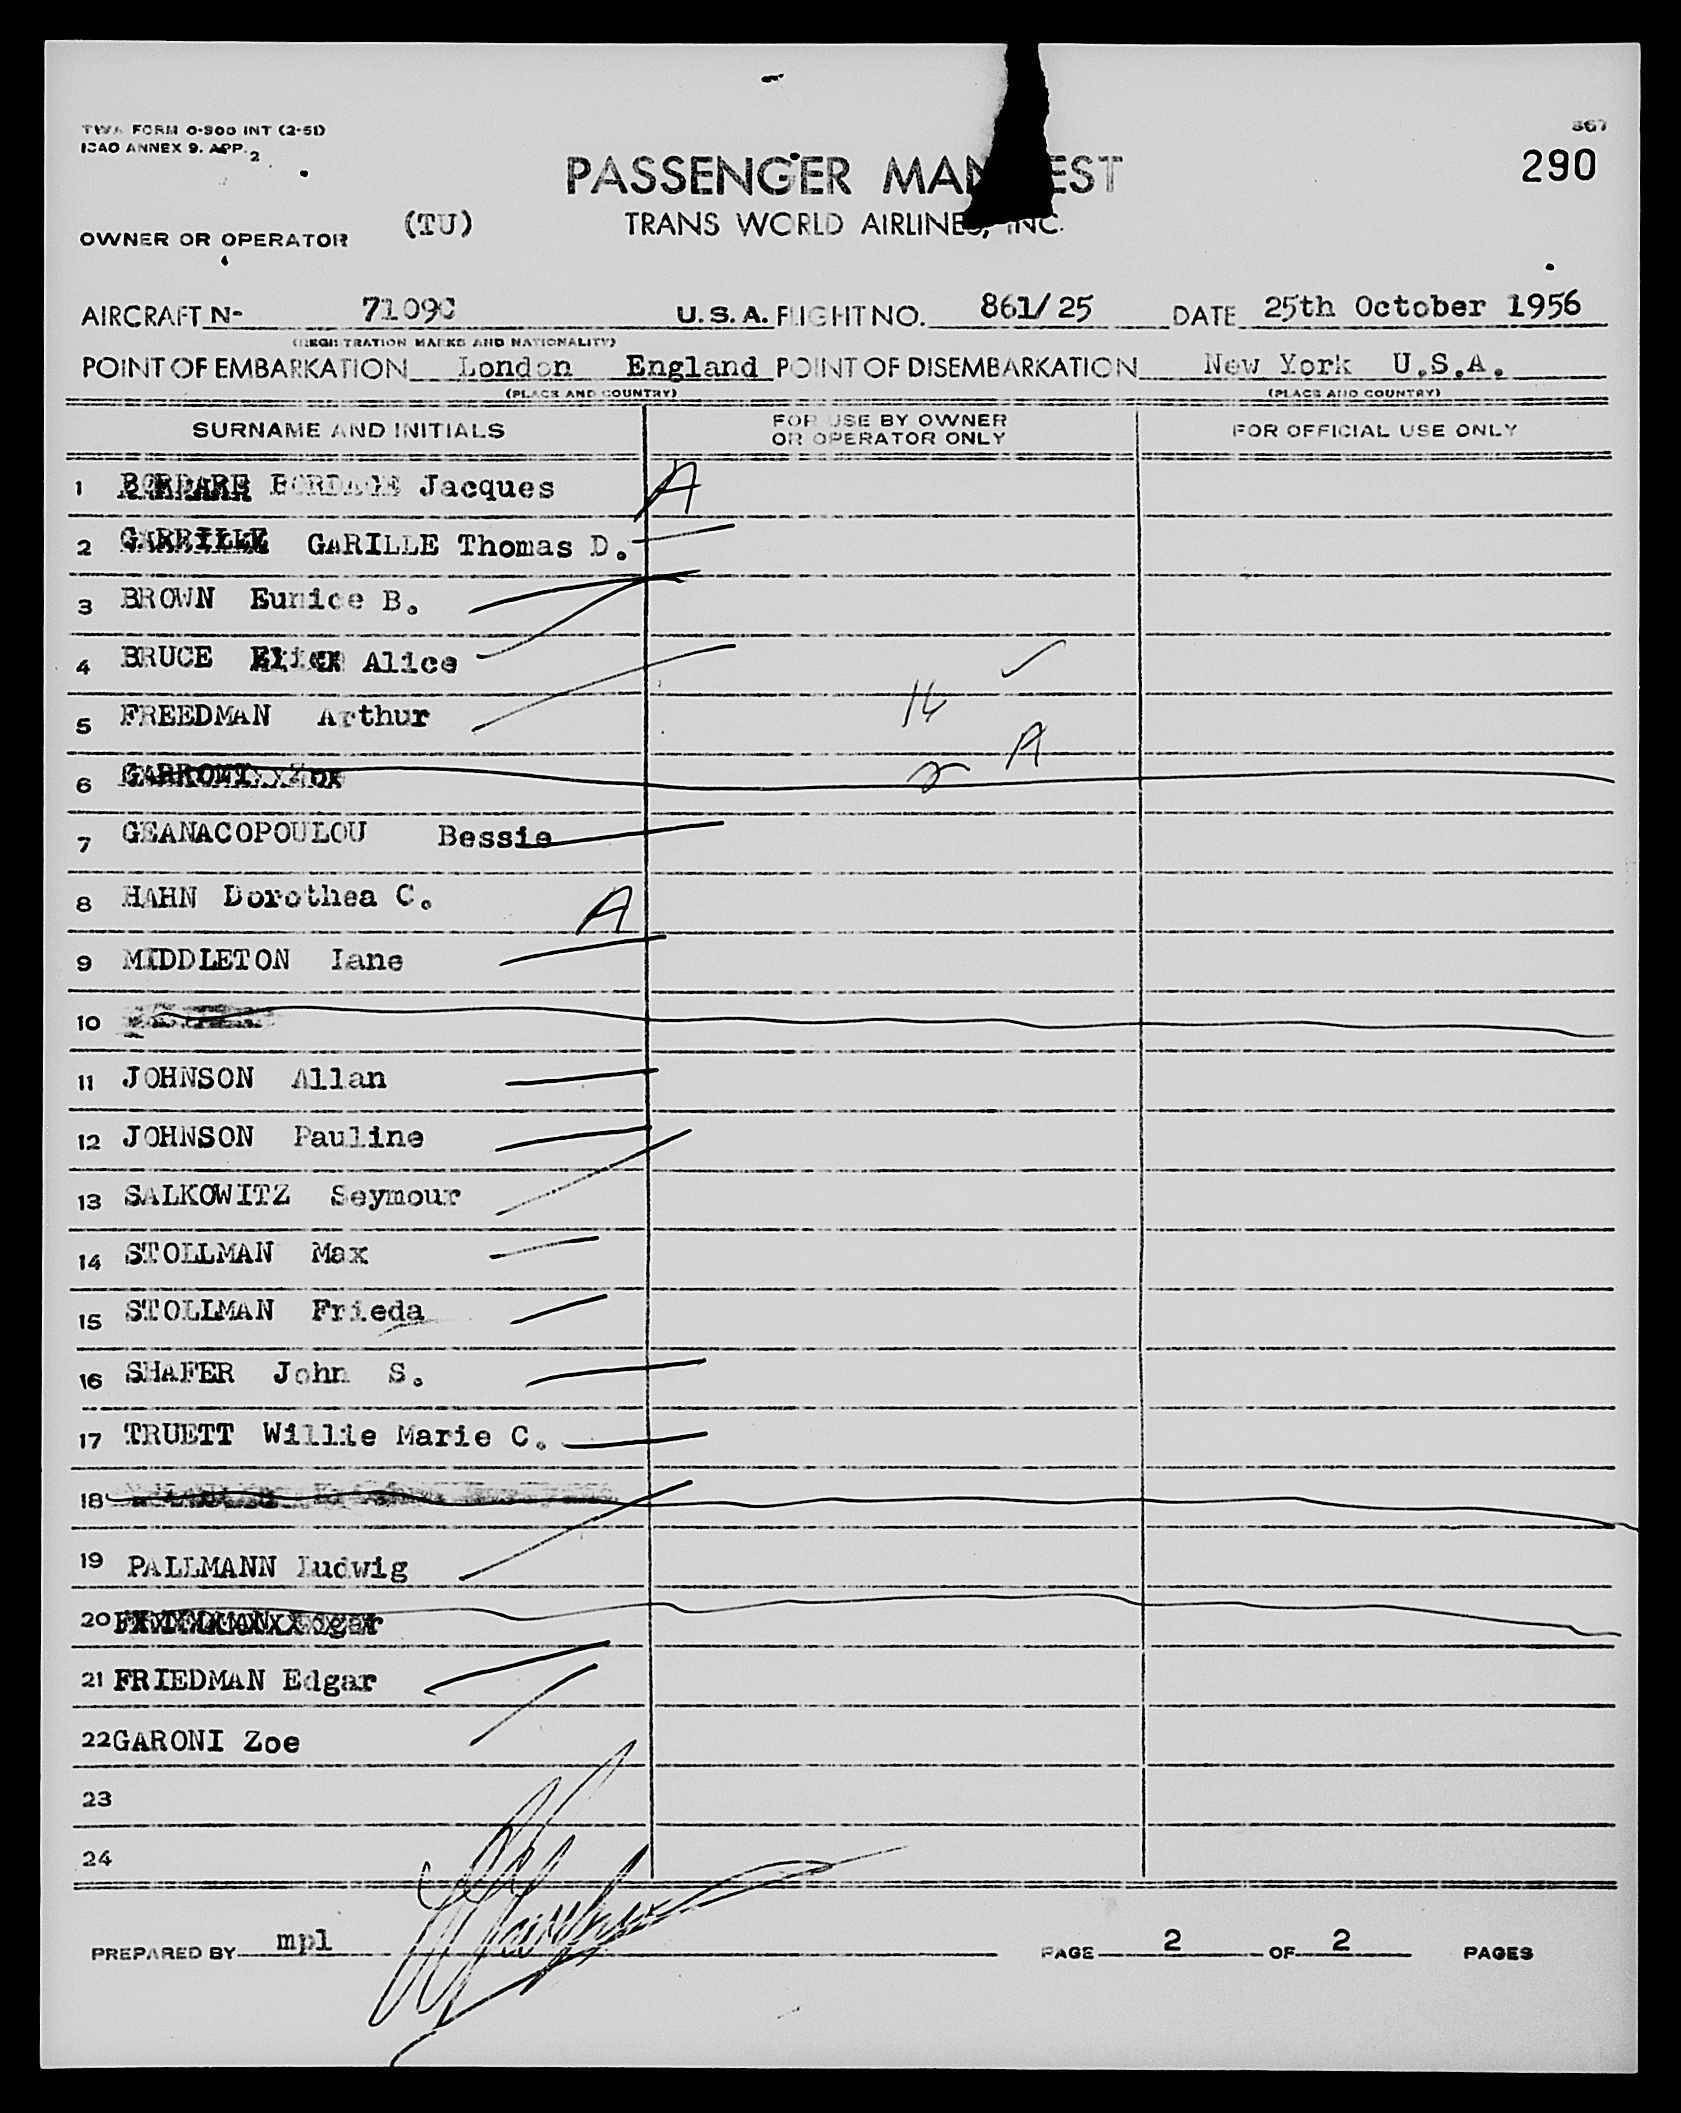 TWA FORM O-900 INT (2-51)
ICAO ANNEX 9. APP. 2
867
290
PASSENGER MAN EST
TRANS WORLD AIRLINES, INC.
OWNER OR OPERATOR (TU)
AIRCRAFT N- 7109C U.S.A. FLIGHT NO. 861/25 DATE 25th October 1956
(REGISTRATION MARKS AND NATIONALITY)
POINT OF EMBARKATION London England POINT OF DISEMBARKATION New York U.S.A.
(PLACE AND COUNTRY) (PLACE AND COUNTRY)
SURNAME AND INITIALS FOR USE BY OWNER OR OPERATOR ONLY FOR OFFICIAL USE ONLY
1 BORDAGE Jacques A
2 GARILLE Thomas D.
3 BROWN Eunice B.
4 BRUCE Alice
5 FREEDMAN Arthur 14
6 A
7 GEANACOPOULOU Bessie
8 HAHN Dorothea C. A
9 MIDDLETON Iane
10
11 JOHNSON Allan
12 JOHNSON Pauline
13 SALKOWITZ Seymour
14 STOLLMAN Max
15 STOLLMAN Frieda
16 SHAFER John S.
17 TRUETT Willie Marie C.
18
19 PALLMANN Ludwig
20
21 FRIEDMAN Edgar
22 GARONI Zoe
23
24
PREPARED BY mpl PAGE 2 OF 2 PAGES